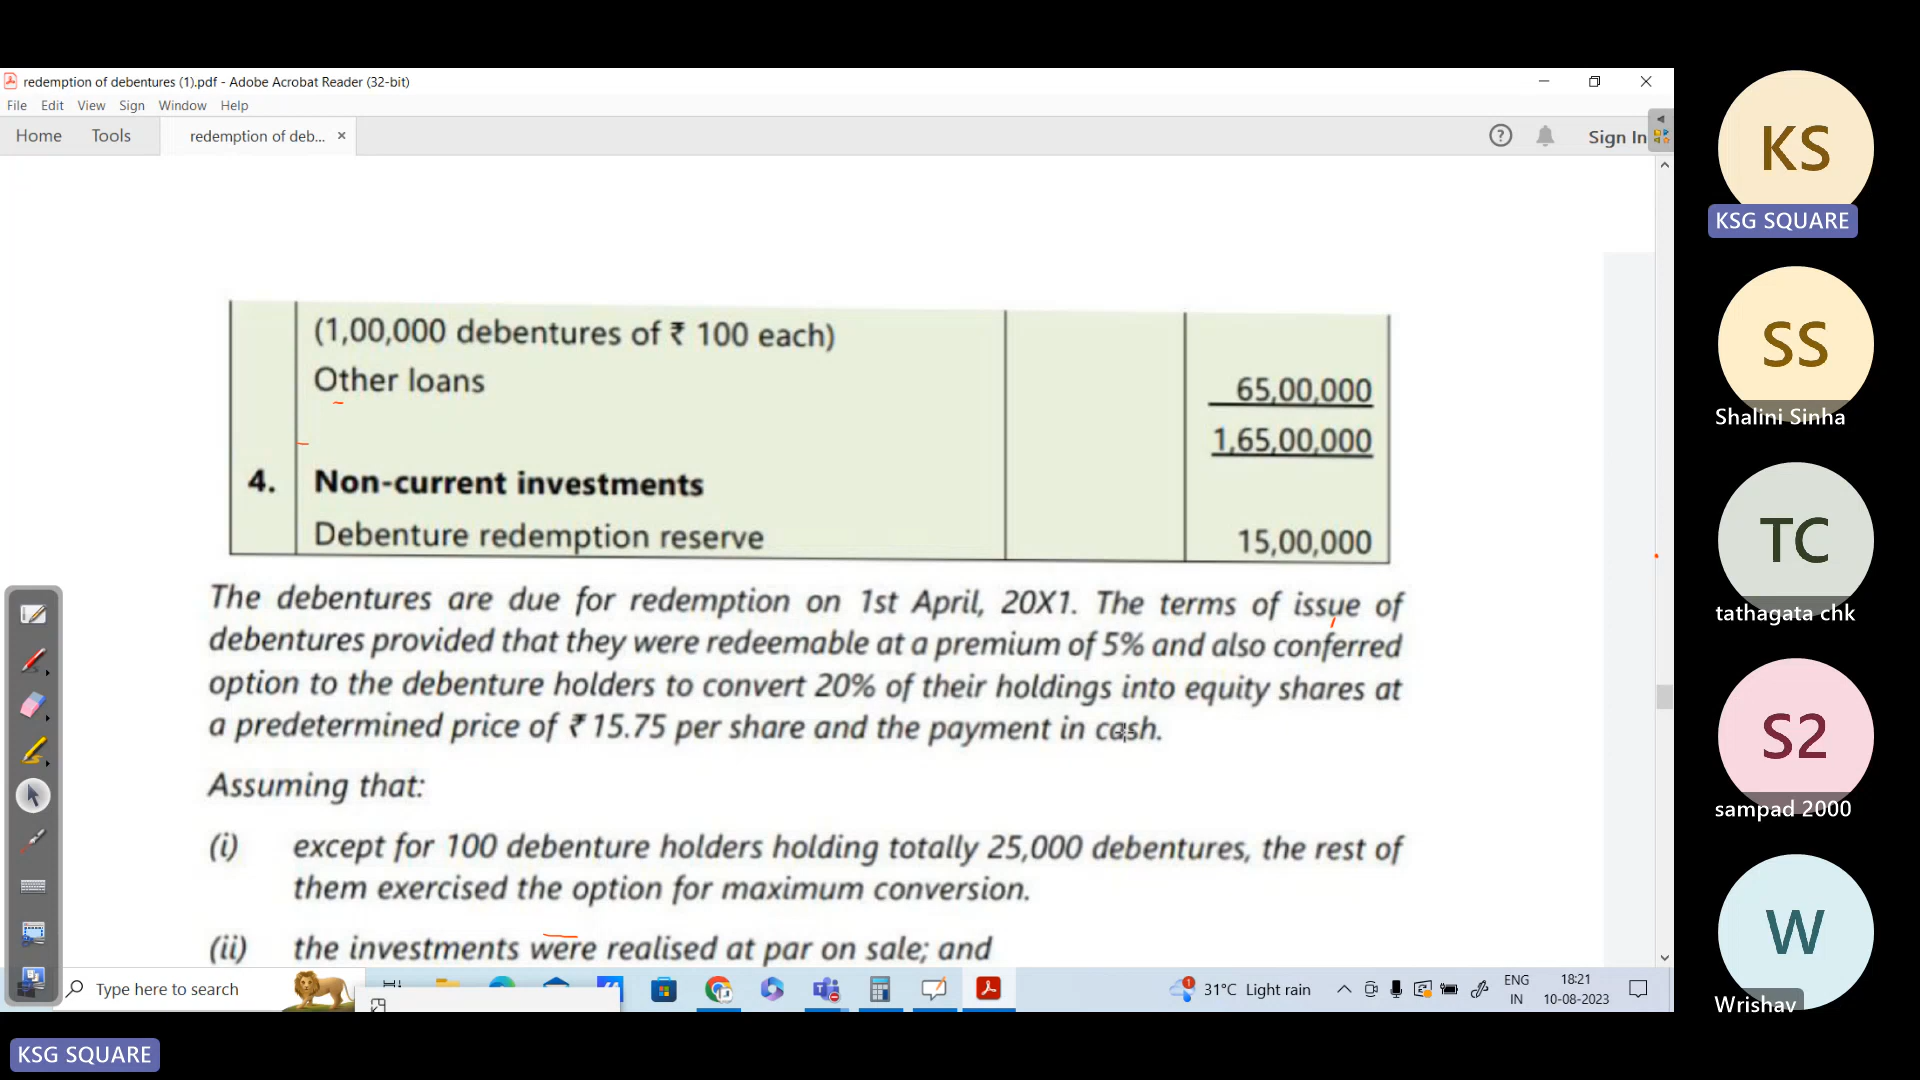 redemption of debentures (1).pdf - Adobe Acrobat Reader (32-bit)
File Edit View Sign Window Help
Home Tools redemption of deb... × Sign In
(1,00,000 debentures of ₹ 100 each)
Other loans 65,00,000
1,65,00,000
4. Non-current investments
Debenture redemption reserve 15,00,000
The debentures are due for redemption on 1st April, 20X1. The terms of issue of
debentures provided that they were redeemable at a premium of 5% and also conferred
option to the debenture holders to convert 20% of their holdings into equity shares at
a predetermined price of ₹ 15.75 per share and the payment in cash.
Assuming that:
(i) except for 100 debenture holders holding totally 25,000 debentures, the rest of
them exercised the option for maximum conversion.
(ii) the investments were realised at par on sale; and
Type here to search
1 31°C Light rain
ENG
IN
18:21
10-08-2023
KS
KSG SQUARE
SS
Shalini Sinha
TC
tathagata chk
S2
sampad 2000
W
Wrishav
KSG SQUARE